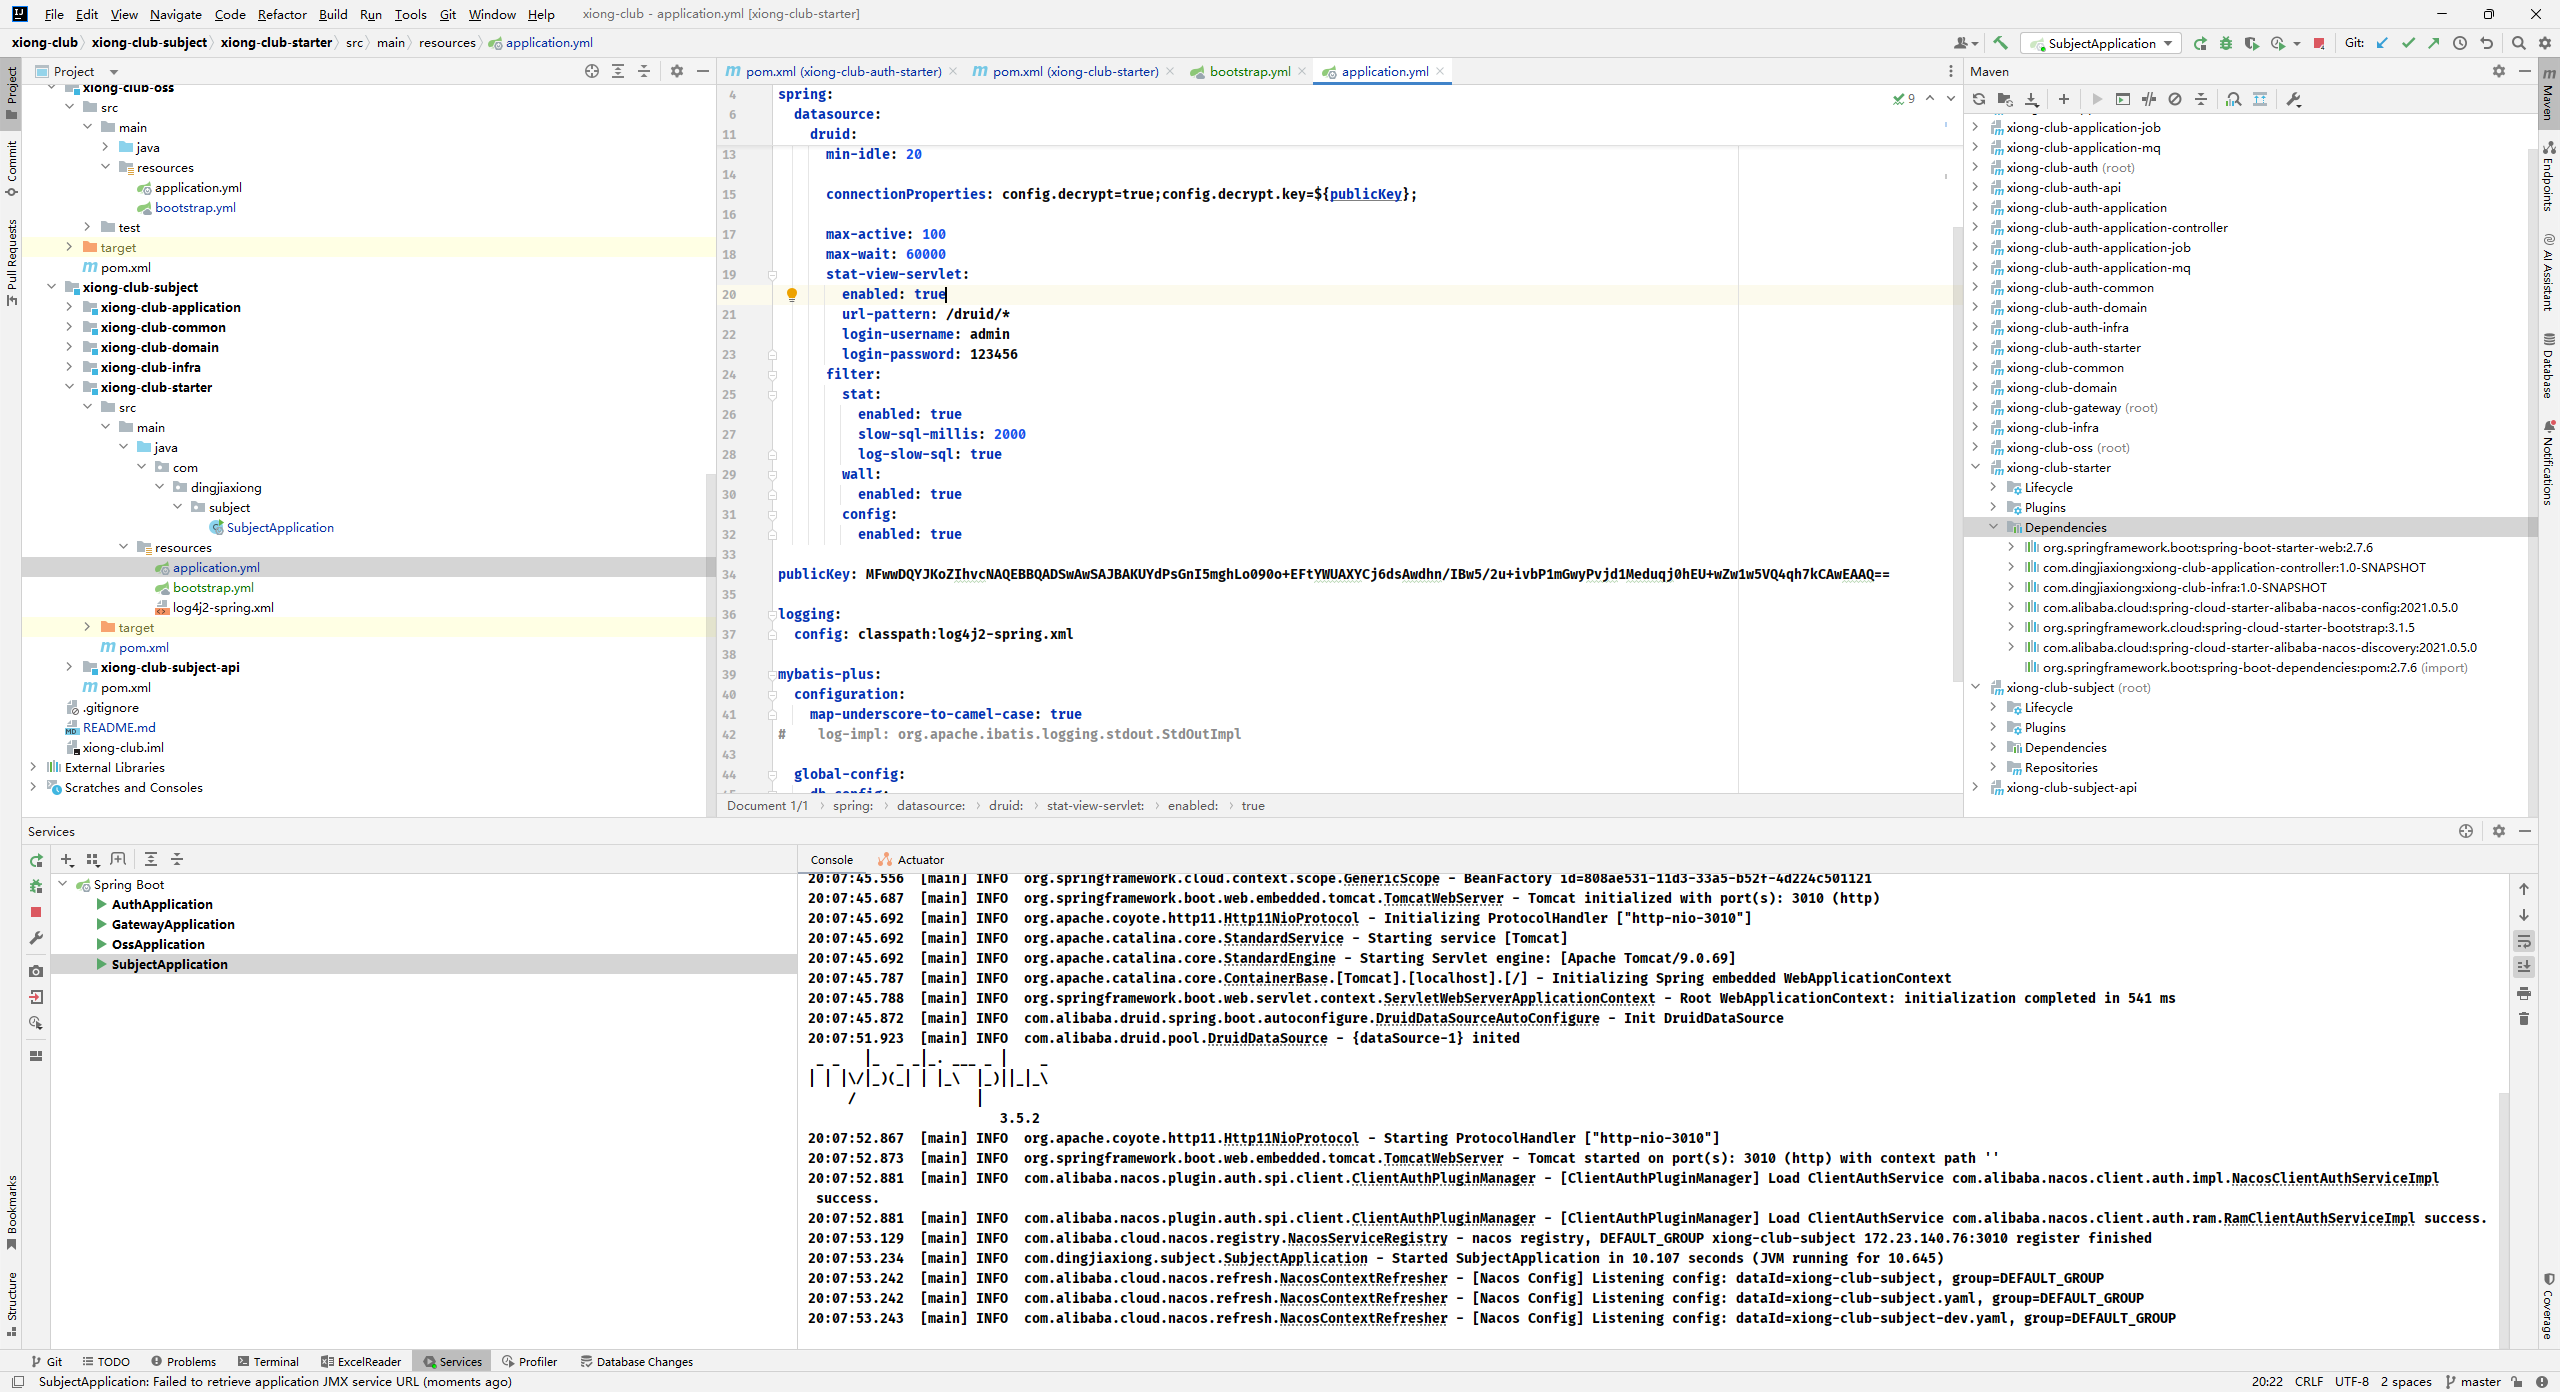 File Edit View Navigate Code Refactor Build Run Tools Git Window Help xiong-club - application.yml [xiong-club-starter]
xiong-club xiong-club-subject xiong-club-starter src main resources application.yml SubjectApplication Git:
Project
pom.xml (xiong-club-auth-starter) pom.xml (xiong-club-starter) bootstrap.yml application.yml
Maven
Project
Commit
Pull Requests
Bookmarks
Structure
xiong-club-oss
src
main
java
resources
application.yml
bootstrap.yml
test
target
pom.xml
xiong-club-subject
xiong-club-application
xiong-club-common
xiong-club-domain
xiong-club-infra
xiong-club-starter
src
main
java
com
dingjiaxiong
subject
SubjectApplication
resources
application.yml
bootstrap.yml
log4j2-spring.xml
target
pom.xml
xiong-club-subject-api
pom.xml
.gitignore
README.md
xiong-club.iml
External Libraries
Scratches and Consoles
9
4 spring:
6 datasource:
11 druid:
13 min-idle: 20
14
15 connectionProperties: config.decrypt=true;config.decrypt.key=${publicKey};
16
17 max-active: 100
18 max-wait: 60000
19 stat-view-servlet:
20 enabled: true
21 url-pattern: /druid/*
22 login-username: admin
23 login-password: 123456
24 filter:
25 stat:
26 enabled: true
27 slow-sql-millis: 2000
28 log-slow-sql: true
29 wall:
30 enabled: true
31 config:
32 enabled: true
33
34 publicKey: MFwwDQYJKoZIhvcNAQEBBQADSwAwSAJBAKUYdPsGnI5mghLo090o+EFtYWUAXYCj6dsAwdhn/IBw5/2u+ivbP1mGwyPvjd1Meduqj0hEU+wZw1w5VQ4qh7kCAwEAAQ==
35
36 logging:
37 config: classpath:log4j2-spring.xml
38
39 mybatis-plus:
40 configuration:
41 map-underscore-to-camel-case: true
42 # log-impl: org.apache.ibatis.logging.stdout.StdOutImpl
43
44 global-config:
db-config:
Document 1/1 spring: datasource: druid: stat-view-servlet: enabled: true
xiong-club-application-job
xiong-club-application-mq
xiong-club-auth (root)
xiong-club-auth-api
xiong-club-auth-application
xiong-club-auth-application-controller
xiong-club-auth-application-job
xiong-club-auth-application-mq
xiong-club-auth-common
xiong-club-auth-domain
xiong-club-auth-infra
xiong-club-auth-starter
xiong-club-common
xiong-club-domain
xiong-club-gateway (root)
xiong-club-infra
xiong-club-oss (root)
xiong-club-starter
Lifecycle
Plugins
Dependencies
org.springframework.boot:spring-boot-starter-web:2.7.6
com.dingjiaxiong:xiong-club-application-controller:1.0-SNAPSHOT
com.dingjiaxiong:xiong-club-infra:1.0-SNAPSHOT
com.alibaba.cloud:spring-cloud-starter-alibaba-nacos-config:2021.0.5.0
org.springframework.cloud:spring-cloud-starter-bootstrap:3.1.5
com.alibaba.cloud:spring-cloud-starter-alibaba-nacos-discovery:2021.0.5.0
org.springframework.boot:spring-boot-dependencies:pom:2.7.6 (import)
xiong-club-subject (root)
Lifecycle
Plugins
Dependencies
Repositories
xiong-club-subject-api
Maven
Endpoints
AI Assistant
Database
Notifications
Coverage
Services
Spring Boot
AuthApplication
GatewayApplication
OssApplication
SubjectApplication
Console Actuator
20:07:45.556 [main] INFO org.springframework.cloud.context.scope.GenericScope - BeanFactory id=808ae531-11d3-33a5-b52f-4d224c501121
20:07:45.687 [main] INFO org.springframework.boot.web.embedded.tomcat.TomcatWebServer - Tomcat initialized with port(s): 3010 (http)
20:07:45.692 [main] INFO org.apache.coyote.http11.Http11NioProtocol - Initializing ProtocolHandler ["http-nio-3010"]
20:07:45.692 [main] INFO org.apache.catalina.core.StandardService - Starting service [Tomcat]
20:07:45.692 [main] INFO org.apache.catalina.core.StandardEngine - Starting Servlet engine: [Apache Tomcat/9.0.69]
20:07:45.787 [main] INFO org.apache.catalina.core.ContainerBase.[Tomcat].[localhost].[/] - Initializing Spring embedded WebApplicationContext
20:07:45.788 [main] INFO org.springframework.boot.web.servlet.context.ServletWebServerApplicationContext - Root WebApplicationContext: initialization completed in 541 ms
20:07:45.872 [main] INFO com.alibaba.druid.spring.boot.autoconfigure.DruidDataSourceAutoConfigure - Init DruidDataSource
20:07:51.923 [main] INFO com.alibaba.druid.pool.DruidDataSource - {dataSource-1} inited
 _ _   |_  _ _|_. ___ _ |    _
| | |\/|_)(_| | |_\  |_)||_|_\
     /               |
3.5.2
20:07:52.867 [main] INFO org.apache.coyote.http11.Http11NioProtocol - Starting ProtocolHandler ["http-nio-3010"]
20:07:52.873 [main] INFO org.springframework.boot.web.embedded.tomcat.TomcatWebServer - Tomcat started on port(s): 3010 (http) with context path ''
20:07:52.881 [main] INFO com.alibaba.nacos.plugin.auth.spi.client.ClientAuthPluginManager - [ClientAuthPluginManager] Load ClientAuthService com.alibaba.nacos.client.auth.impl.NacosClientAuthServiceImpl
success.
20:07:52.881 [main] INFO com.alibaba.nacos.plugin.auth.spi.client.ClientAuthPluginManager - [ClientAuthPluginManager] Load ClientAuthService com.alibaba.nacos.client.auth.ram.RamClientAuthServiceImpl success.
20:07:53.129 [main] INFO com.alibaba.cloud.nacos.registry.NacosServiceRegistry - nacos registry, DEFAULT_GROUP xiong-club-subject 172.23.140.76:3010 register finished
20:07:53.234 [main] INFO com.dingjiaxiong.subject.SubjectApplication - Started SubjectApplication in 10.107 seconds (JVM running for 10.645)
20:07:53.242 [main] INFO com.alibaba.cloud.nacos.refresh.NacosContextRefresher - [Nacos Config] Listening config: dataId=xiong-club-subject, group=DEFAULT_GROUP
20:07:53.242 [main] INFO com.alibaba.cloud.nacos.refresh.NacosContextRefresher - [Nacos Config] Listening config: dataId=xiong-club-subject.yaml, group=DEFAULT_GROUP
20:07:53.243 [main] INFO com.alibaba.cloud.nacos.refresh.NacosContextRefresher - [Nacos Config] Listening config: dataId=xiong-club-subject-dev.yaml, group=DEFAULT_GROUP
Git TODO Problems Terminal ExcelReader Services Profiler Database Changes
SubjectApplication: Failed to retrieve application JMX service URL (moments ago) 20:22 CRLF UTF-8 2 spaces master